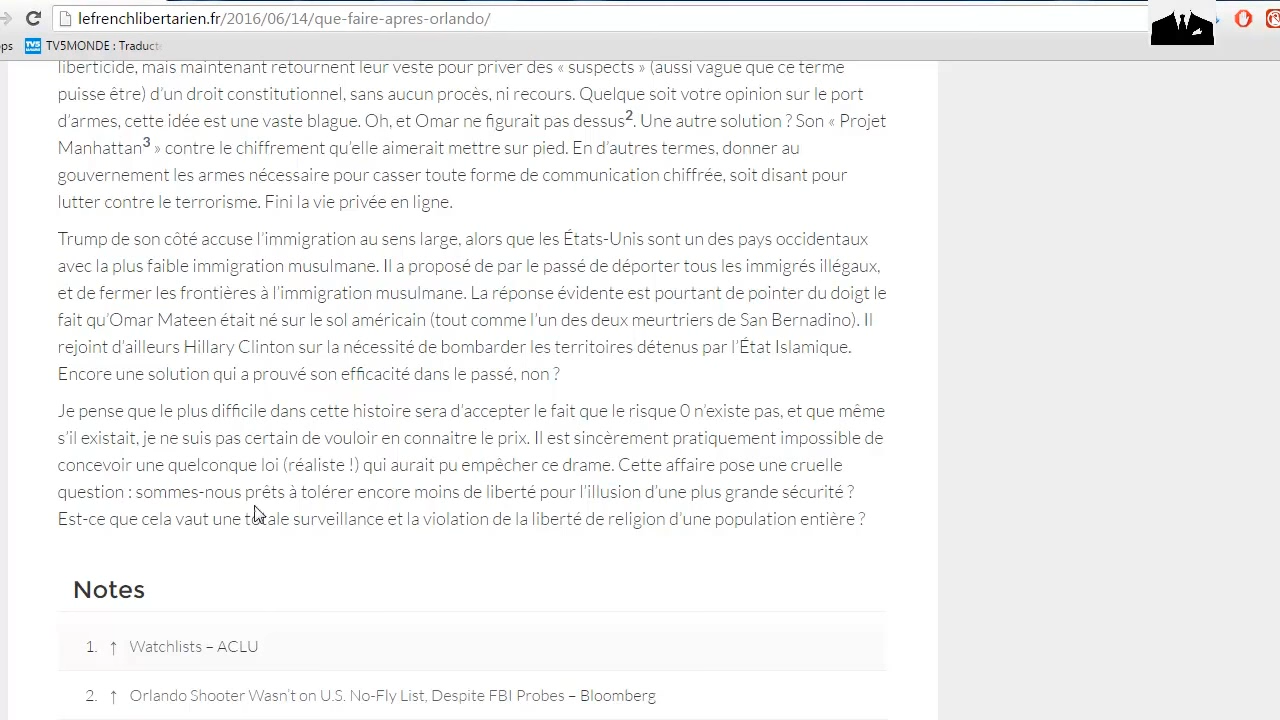 lefrenchlibertarien.fr/2016/06/14/que-faire-apres-orlando/
ps TV5 MONDE TV5MONDE : Traduct
liberticide, mais maintenant retournent leur veste pour priver des « suspects » (aussi vague que ce terme
puisse être) d'un droit constitutionnel, sans aucun procès, ni recours. Quelque soit votre opinion sur le port
d'armes, cette idée est une vaste blague. Oh, et Omar ne figurait pas dessus2. Une autre solution ? Son « Projet
Manhattan3 » contre le chiffrement qu'elle aimerait mettre sur pied. En d'autres termes, donner au
gouvernement les armes nécessaire pour casser toute forme de communication chiffrée, soit disant pour
lutter contre le terrorisme. Fini la vie privée en ligne.
Trump de son côté accuse l'immigration au sens large, alors que les États-Unis sont un des pays occidentaux
avec la plus faible immigration musulmane. Il a proposé de par le passé de déporter tous les immigrés illégaux,
et de fermer les frontières à l'immigration musulmane. La réponse évidente est pourtant de pointer du doigt le
fait qu'Omar Mateen était né sur le sol américain (tout comme l'un des deux meurtriers de San Bernadino). Il
rejoint d'ailleurs Hillary Clinton sur la nécessité de bombarder les territoires détenus par l'État Islamique.
Encore une solution qui a prouvé son efficacité dans le passé, non ?
Je pense que le plus difficile dans cette histoire sera d'accepter le fait que le risque 0 n'existe pas, et que même
s'il existait, je ne suis pas certain de vouloir en connaitre le prix. Il est sincèrement pratiquement impossible de
concevoir une quelconque loi (réaliste !) qui aurait pu empêcher ce drame. Cette affaire pose une cruelle
question : sommes-nous prêts à tolérer encore moins de liberté pour l'illusion d'une plus grande sécurité ?
Est-ce que cela vaut une totale surveillance et la violation de la liberté de religion d'une population entière ?
Notes
1. ↑ Watchlists – ACLU
2. ↑ Orlando Shooter Wasn't on U.S. No-Fly List, Despite FBI Probes – Bloomberg